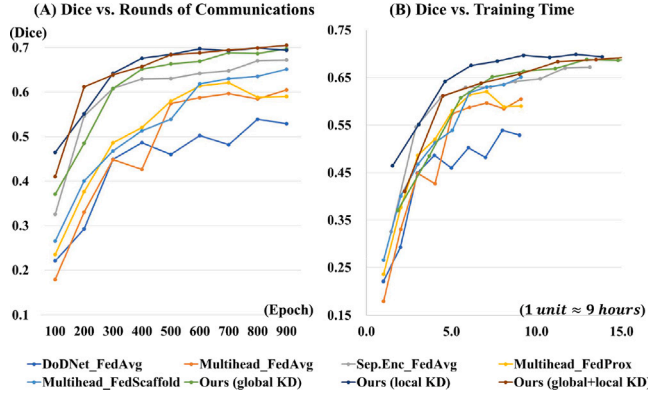 (A) Dice vs. Rounds of Communications
(B) Dice vs. Training Time
(Dice)
0.7
0.6
0.5
0.4
0.3
0.2
0.1
(Epoch)
100 200 300 400 500 600 700 800 900
0.75
0.65
0.55
0.45
0.35
0.25
0.15
(1 unit ≈ 9 hours)
0.0 5.0 10.0 15.0
DoDNet_FedAvg Multihead_FedAvg Sep.Enc_FedAvg Multihead_FedProx
Multihead_FedScaffold Ours (global KD) Ours (local KD) Ours (global+local KD)